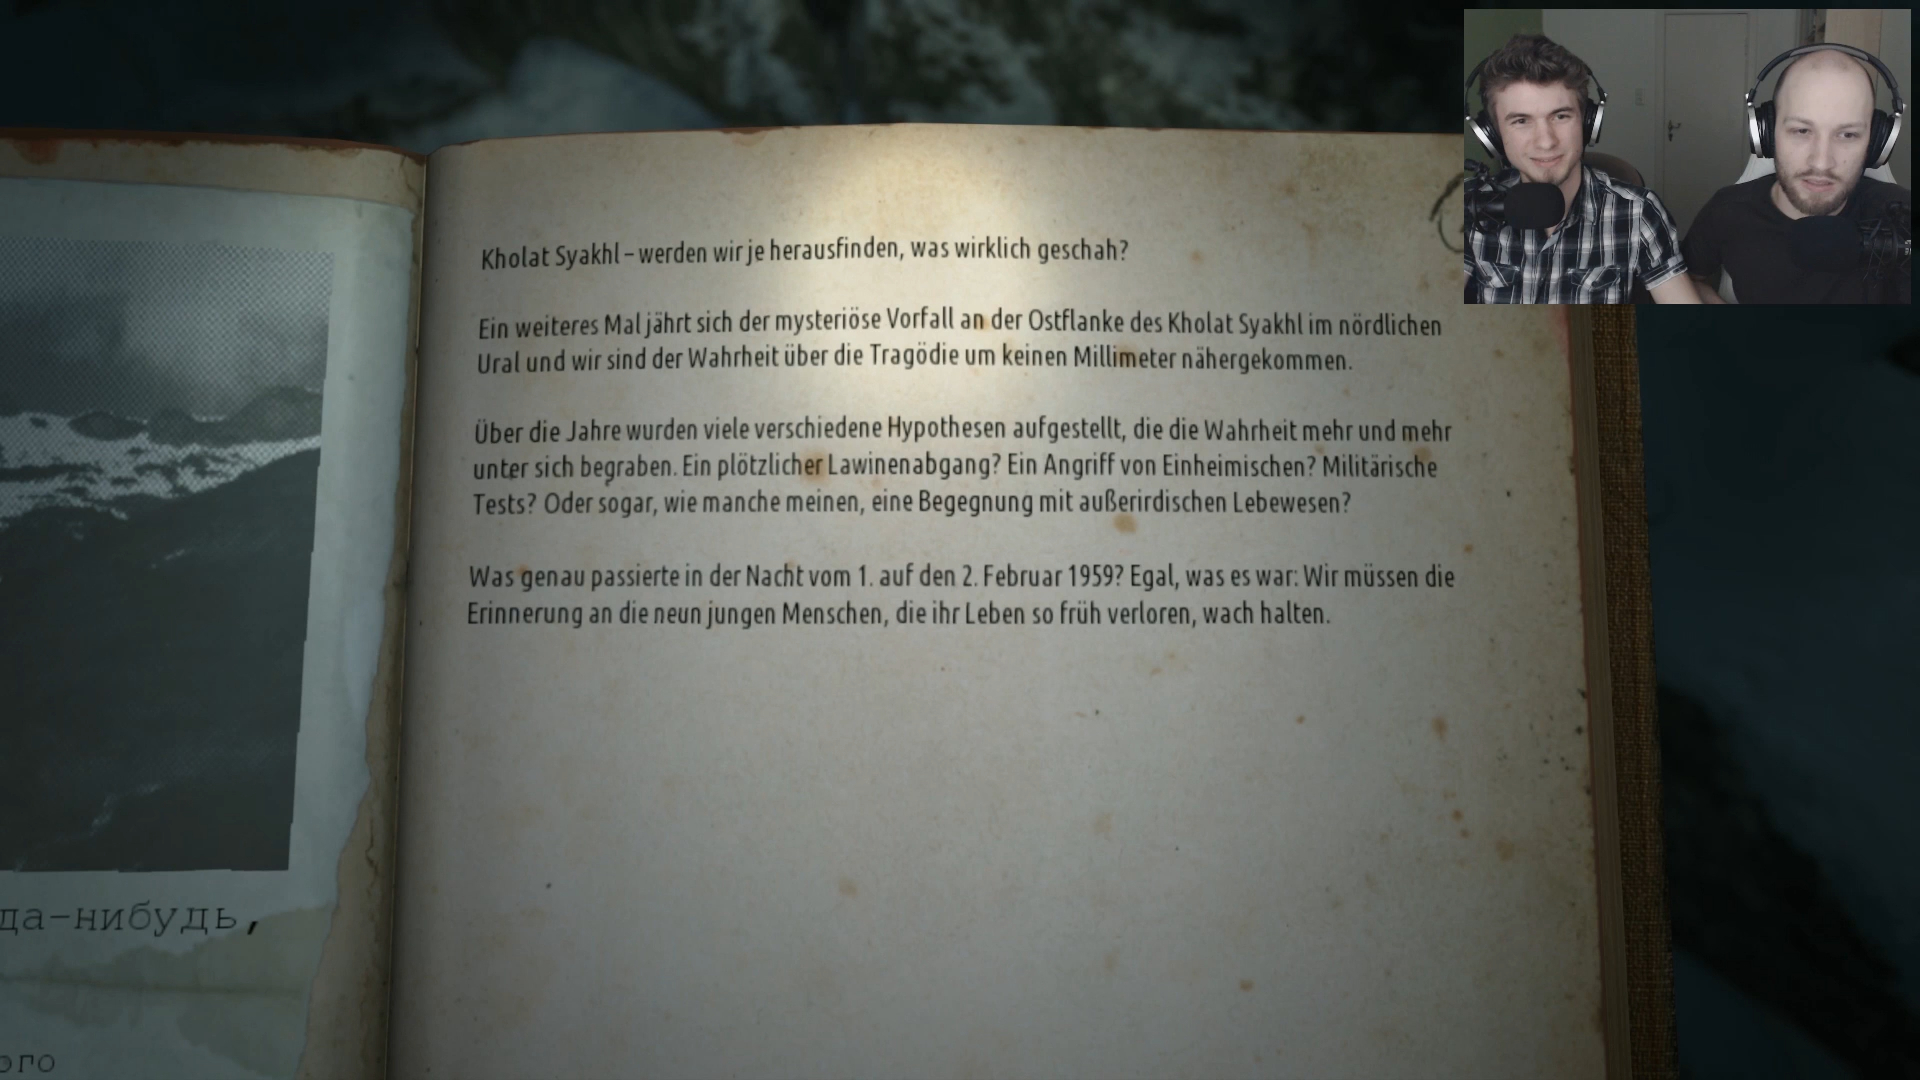 Kholat Syakhl – werden wir je herausfinden, was wirklich geschah?
Ein weiteres Mal jährt sich der mysteriöse Vorfall an der Ostflanke des Kholat Syakhl im nördlichen
Ural und wir sind der Wahrheit über die Tragödie um keinen Millimeter nähergekommen.
Über die Jahre wurden viele verschiedene Hypothesen aufgestellt, die die Wahrheit mehr und mehr
unter sich begraben. Ein plötzlicher Lawinenabgang? Ein Angriff von Einheimischen? Militärische
Tests? Oder sogar, wie manche meinen, eine Begegnung mit außerirdischen Lebewesen?
Was genau passierte in der Nacht vom 1. auf den 2. Februar 1959? Egal, was es war: Wir müssen die
Erinnerung an die neun jungen Menschen, die ihr Leben so früh verloren, wach halten.
да-нибудь,
ого